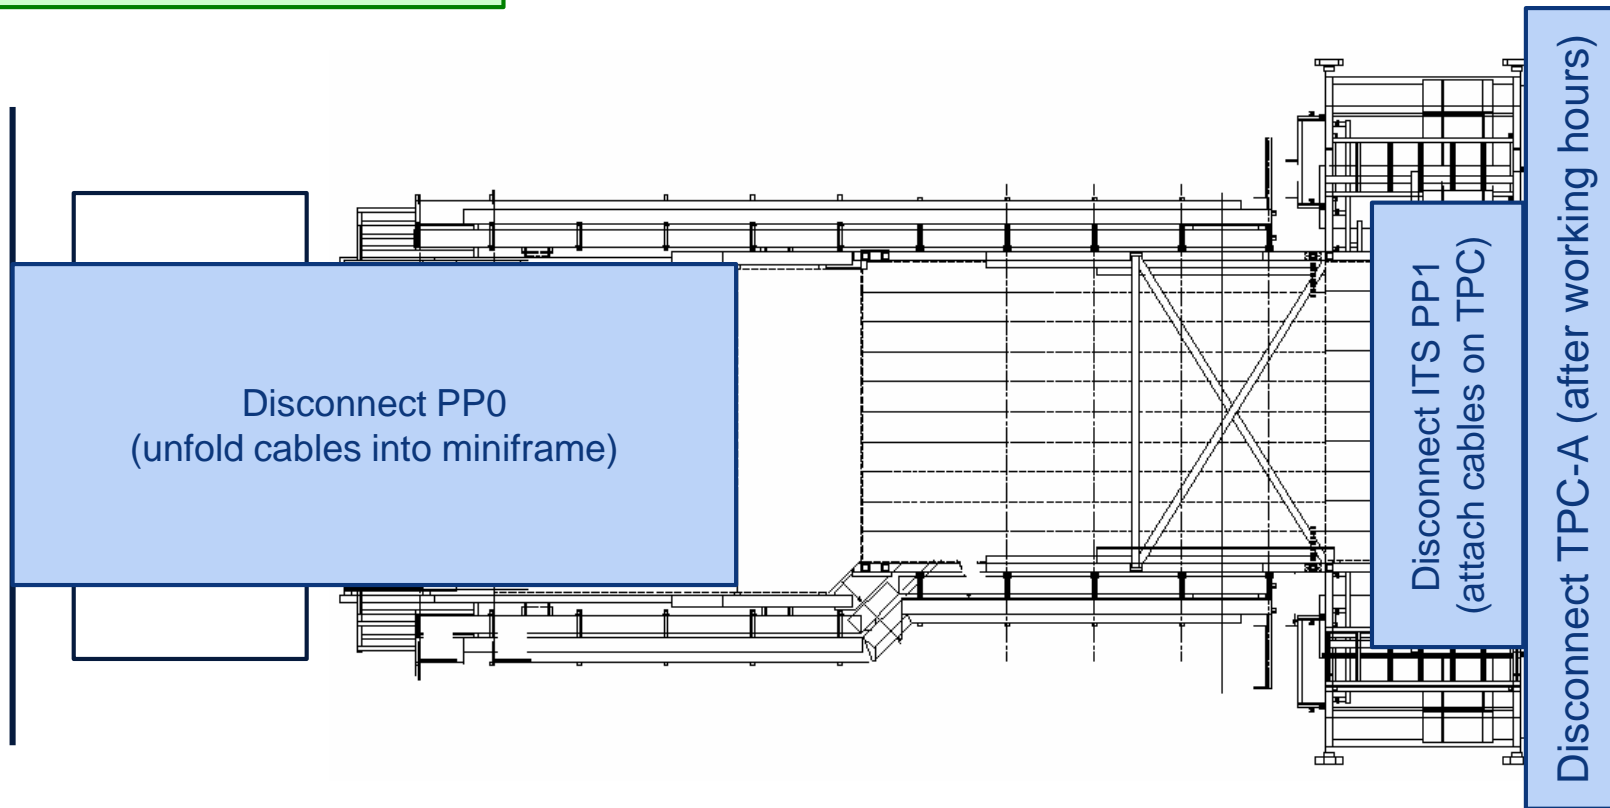 Disconnect PP0
(unfold cables into miniframe)
Disconnect ITS PP1
(attach cables on TPC)
Disconnect TPC-A (after working hours)